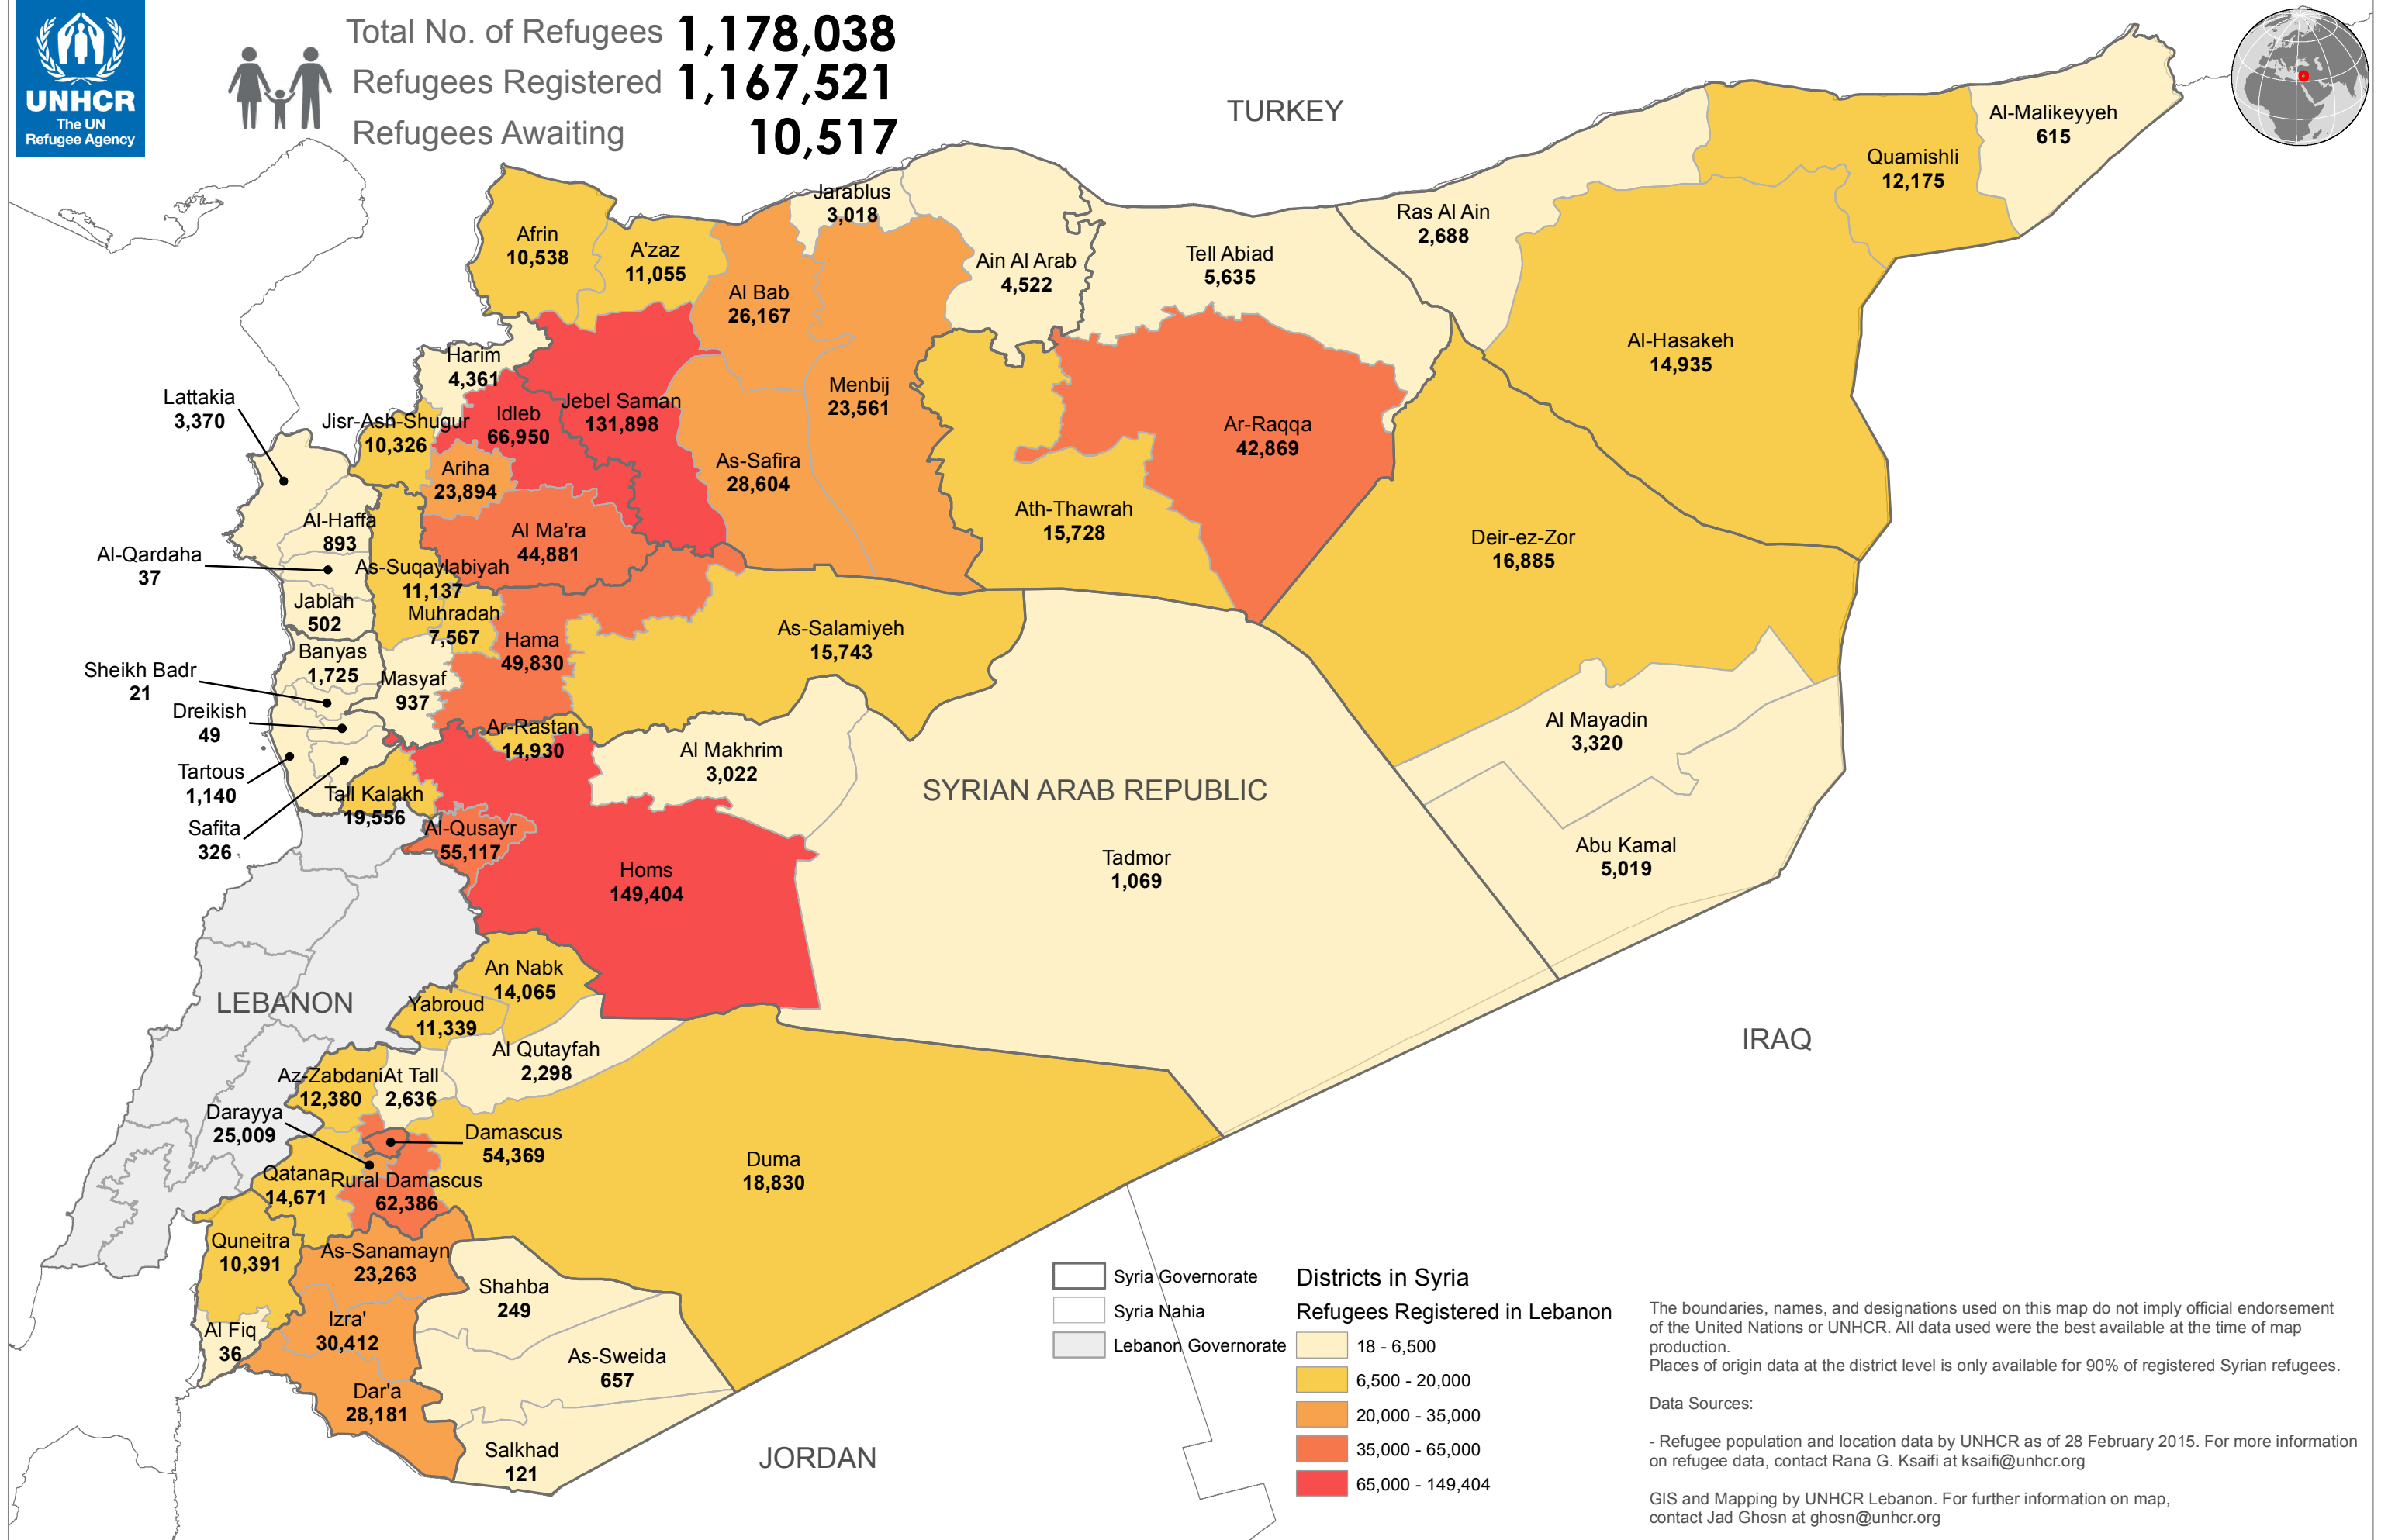 UNHCR
The UN
Refugee Agency
Total No. of Refugees 1,178,038
Refugees Registered 1,167,521
Refugees Awaiting 10,517
TURKEY
Al-Malikeyyeh
615
Quamishli
12,175
Jarablus
3,018
Ras Al Ain
2,688
Afrin
10,538
A'zaz
11,055
Ain Al Arab
4,522
Tell Abiad
5,635
Al Bab
26,167
Al-Hasakeh
14,935
Harim
4,361
Lattakia
3,370
Jisr-Ash-Shugur
10,326
Idleb
66,950
Jebel Saman
131,898
Menbij
23,561
Ar-Raqqa
42,869
Ariha
23,894
As-Safira
28,604
Al-Haffa
893
Al Ma'ra
44,881
Ath-Thawrah
15,728
Deir-ez-Zor
16,885
Al-Qardaha
37
As-Suqaylabiyah
11,137
Jablah
502
Muhradah
7,567
Hama
49,830
As-Salamiyeh
15,743
Banyas
1,725
Sheikh Badr
21
Masyaf
937
Dreikish
49
Ar-Rastan
14,930
Al Makhrim
3,022
Al Mayadin
3,320
Tartous
1,140
Tall Kalakh
19,556
SYRIAN ARAB REPUBLIC
Safita
326
Al-Qusayr
55,117
Homs
149,404
Tadmor
1,069
Abu Kamal
5,019
An Nabk
14,065
LEBANON
Yabroud
11,339
IRAQ
Al Qutayfah
2,298
Az-Zabdani
12,380
At Tall
2,636
Darayya
25,009
Damascus
54,369
Duma
18,830
Qatana
14,671
Rural Damascus
62,386
Quneitra
10,391
As-Sanamayn
23,263
Shahba
249
Izra'
30,412
Al Fiq
36
As-Sweida
657
Dar'a
28,181
Salkhad
121
JORDAN
Syria Governorate
Syria Nahia
Lebanon Governorate
Districts in Syria
Refugees Registered in Lebanon
18 - 6,500
6,500 - 20,000
20,000 - 35,000
35,000 - 65,000
65,000 - 149,404
The boundaries, names, and designations used on this map do not imply official endorsement
of the United Nations or UNHCR. All data used were the best available at the time of map
production.
Places of origin data at the district level is only available for 90% of registered Syrian refugees.
Data Sources:
- Refugee population and location data by UNHCR as of 28 February 2015. For more information
on refugee data, contact Rana G. Ksaifi at ksaifi@unhcr.org
GIS and Mapping by UNHCR Lebanon. For further information on map,
contact Jad Ghosn at ghosn@unhcr.org